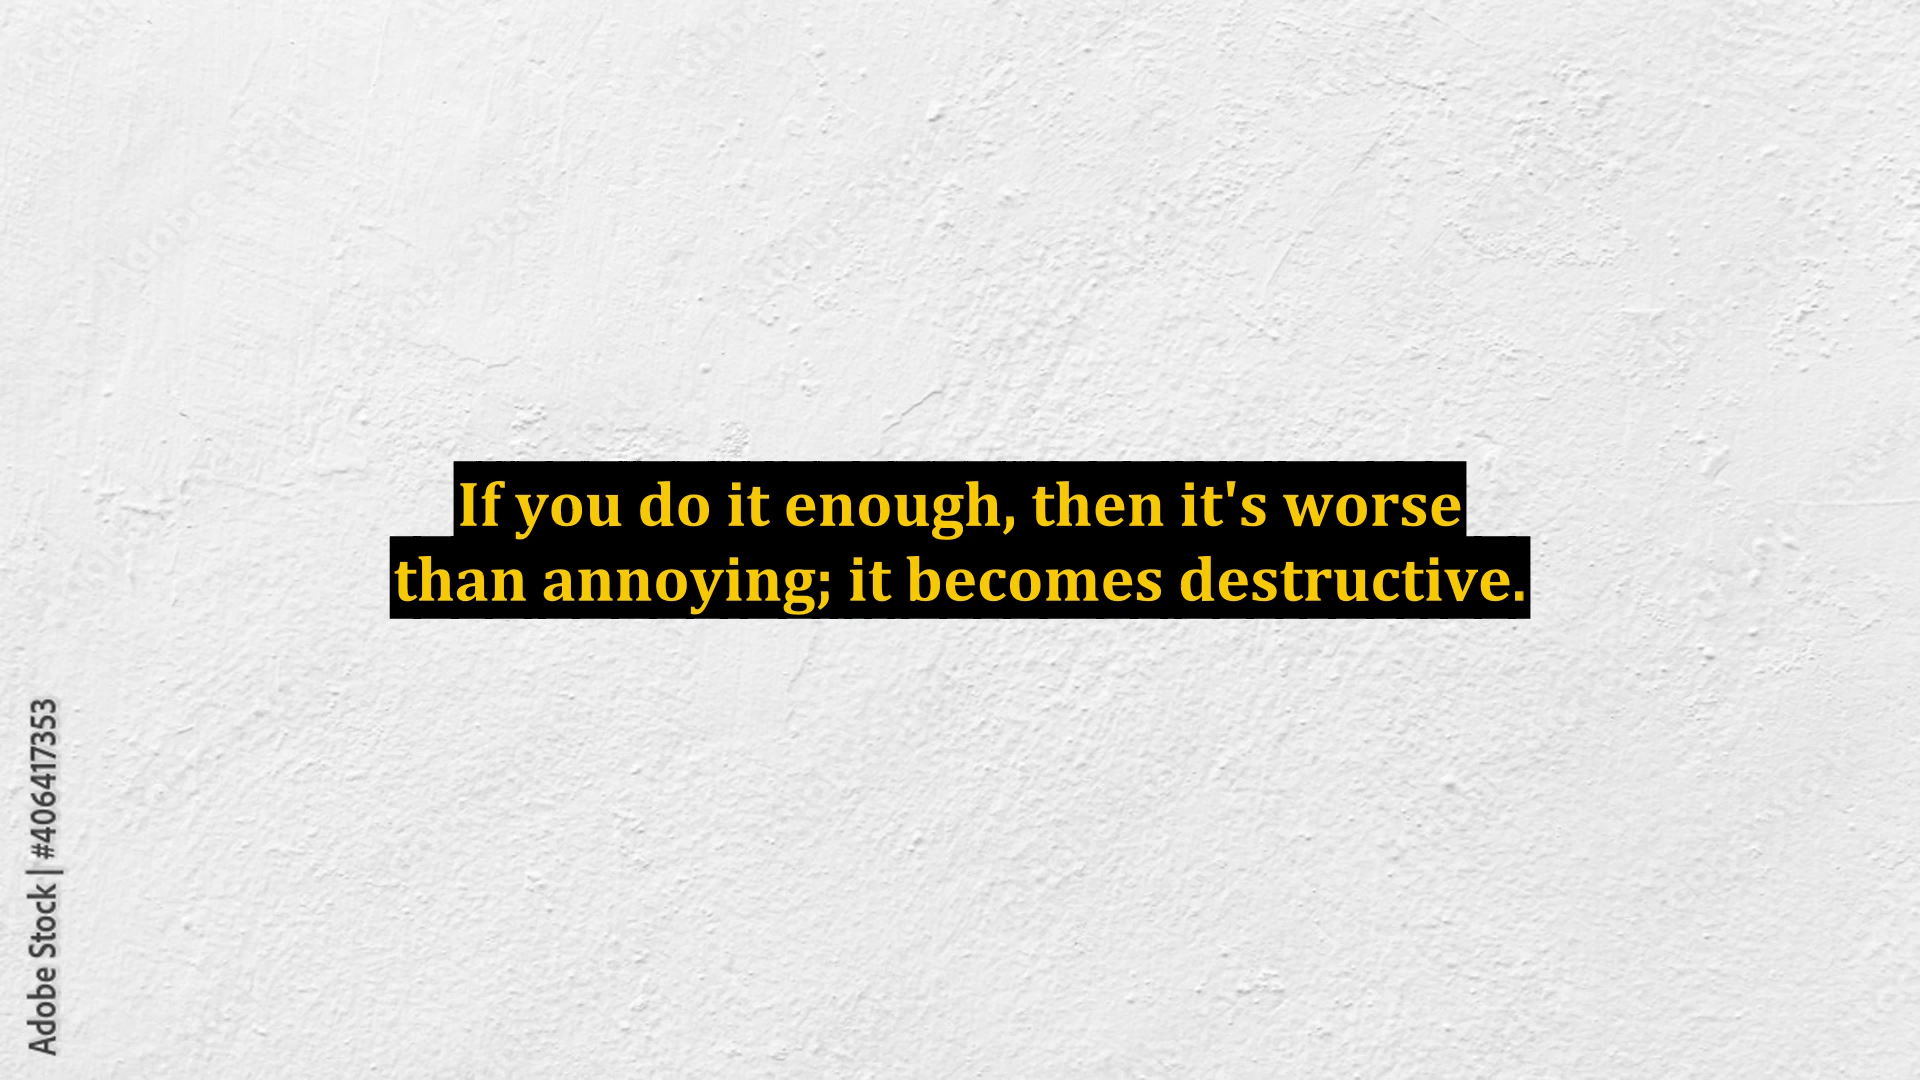 If you do it enough, then it's worse
than annoying; it becomes destructive.
Adobe Stock | #406417353